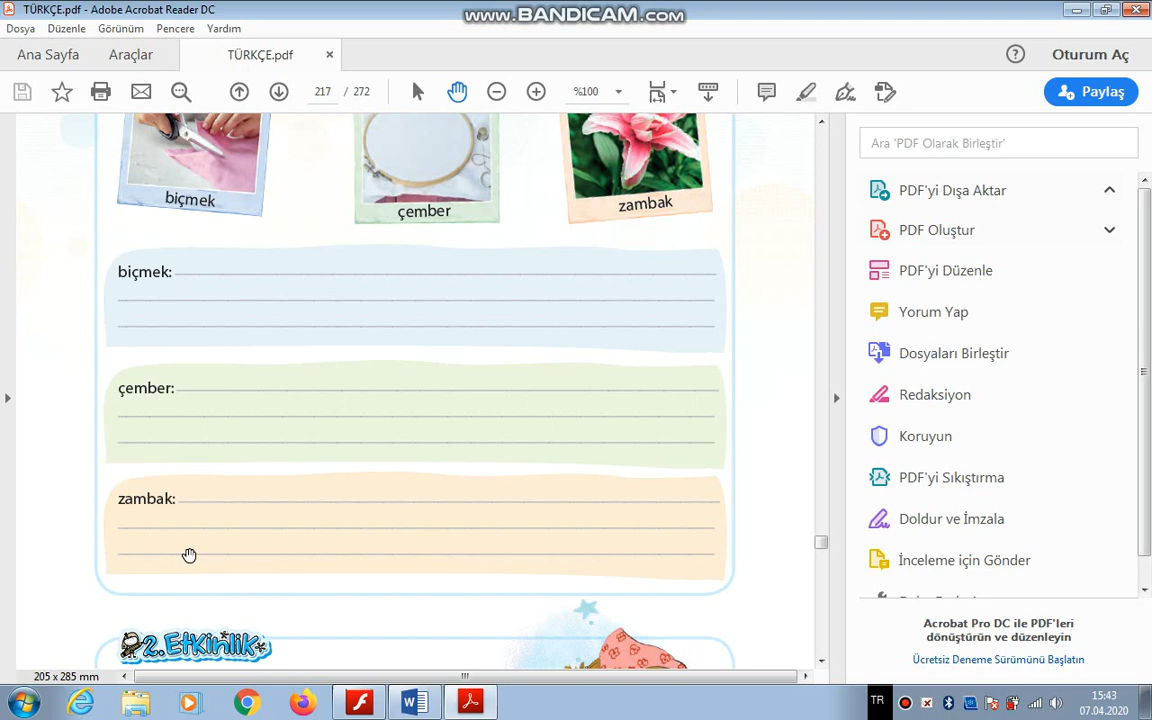 TÜRKÇE.pdf - Adobe Acrobat Reader DC
www.BANDICAM.com
Dosya Düzenle Görünüm Pencere Yardım
Ana Sayfa Araçlar TÜRKÇE.pdf × ? Oturum Aç
217 / 272 %100 Paylaş
biçmek
çember
zambak
biçmek:
çember:
zambak:
2. Etkinlik
205 x 285 mm
Ara 'PDF Olarak Birleştir'
PDF'yi Dışa Aktar
PDF Oluştur
PDF'yi Düzenle
Yorum Yap
Dosyaları Birleştir
Redaksiyon
Koruyun
PDF'yi Sıkıştırma
Doldur ve İmzala
İnceleme için Gönder
Acrobat Pro DC ile PDF'leri
dönüştürün ve düzenleyin
Ücretsiz Deneme Sürümünü Başlatın
TR
15:43
07.04.2020